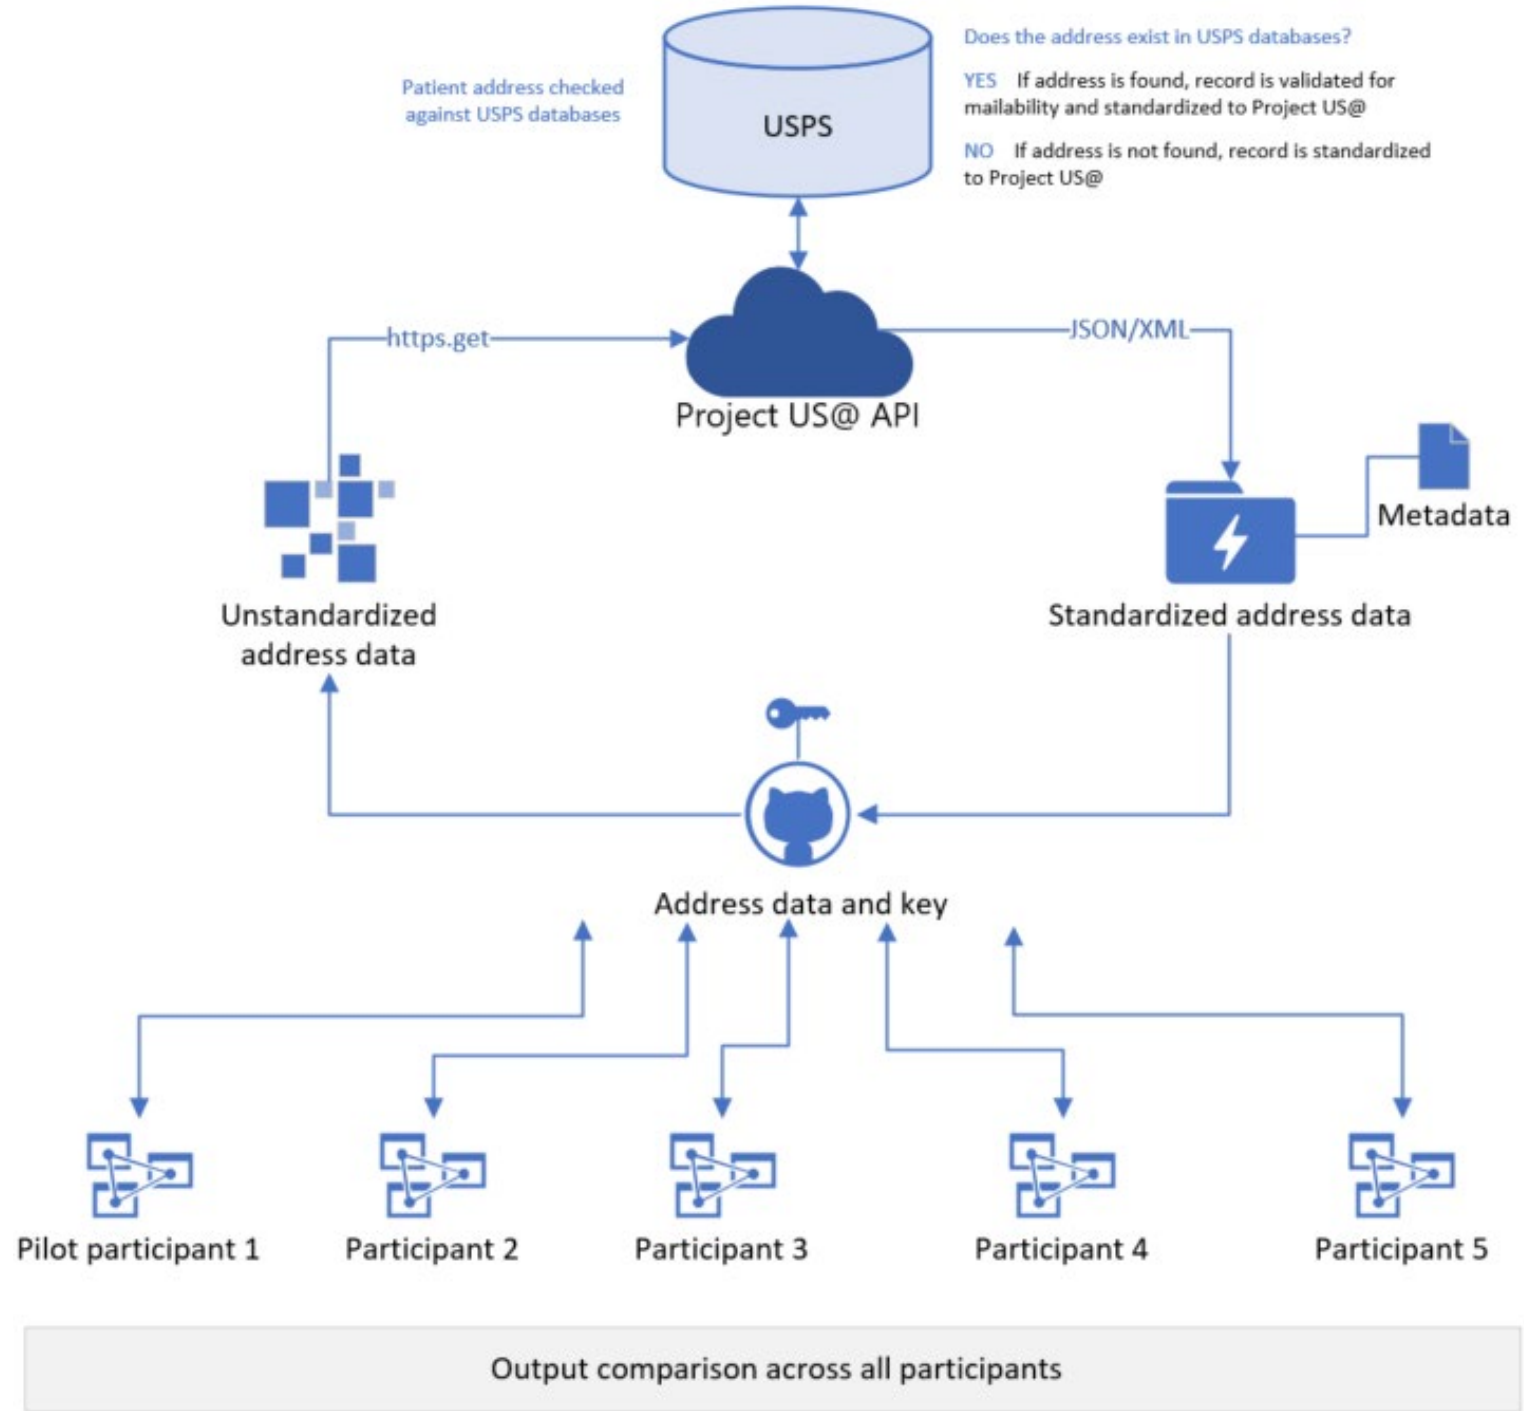 Patient address checked
against USPS databases
USPS
Does the address exist in USPS databases?
YES If address is found, record is validated for
mailability and standardized to Project US@
NO If address is not found, record is standardized
to Project US@
https.get
JSON/XML
Project US@ API
Metadata
Unstandardized
address data
Standardized address data
Address data and key
Pilot participant 1
Participant 2
Participant 3
Participant 4
Participant 5
Output comparison across all participants